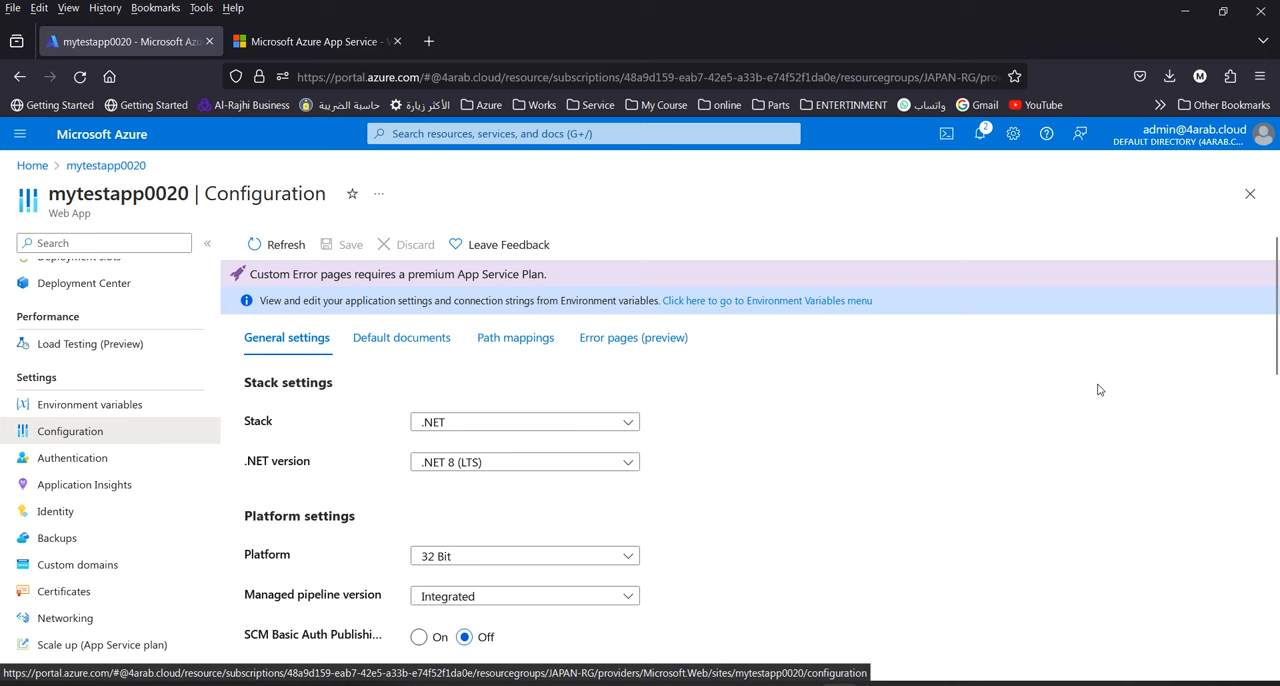 File Edit View History Bookmarks Tools Help
mytestapp0020 - Microsoft Az
Microsoft Azure App Service -
https://portal.azure.com/#@4arab.cloud/resource/subscriptions/48a9d159-eab7-42e5-a33b-e74f52f1da0e/resourcegroups/JAPAN-RG/pro
M
Getting Started Getting Started Al-Rajhi Business حاسبة الضريبة الأكثر زيارة Azure Works Service My Course online Parts ENTERTIMENT واتساب Gmail YouTube Other Bookmarks
Microsoft Azure
Search resources, services, and docs (G+/)
2
admin@4arab.cloud
DEFAULT DIRECTORY (4ARAB.C...
Home > mytestapp0020
mytestapp0020 | Configuration
Web App
Search
Refresh Save Discard Leave Feedback
Deployment slots
Deployment Center
Performance
Load Testing (Preview)
Settings
Environment variables
Configuration
Authentication
Application Insights
Identity
Backups
Custom domains
Certificates
Networking
Scale up (App Service plan)
Custom Error pages requires a premium App Service Plan.
View and edit your application settings and connection strings from Environment variables. Click here to go to Environment Variables menu
General settings Default documents Path mappings Error pages (preview)
Stack settings
Stack .NET
.NET version .NET 8 (LTS)
Platform settings
Platform 32 Bit
Managed pipeline version Integrated
SCM Basic Auth Publishi... On Off
https://portal.azure.com/#@4arab.cloud/resource/subscriptions/48a9d159-eab7-42e5-a33b-e74f52f1da0e/resourcegroups/JAPAN-RG/providers/Microsoft.Web/sites/mytestapp0020/configuration